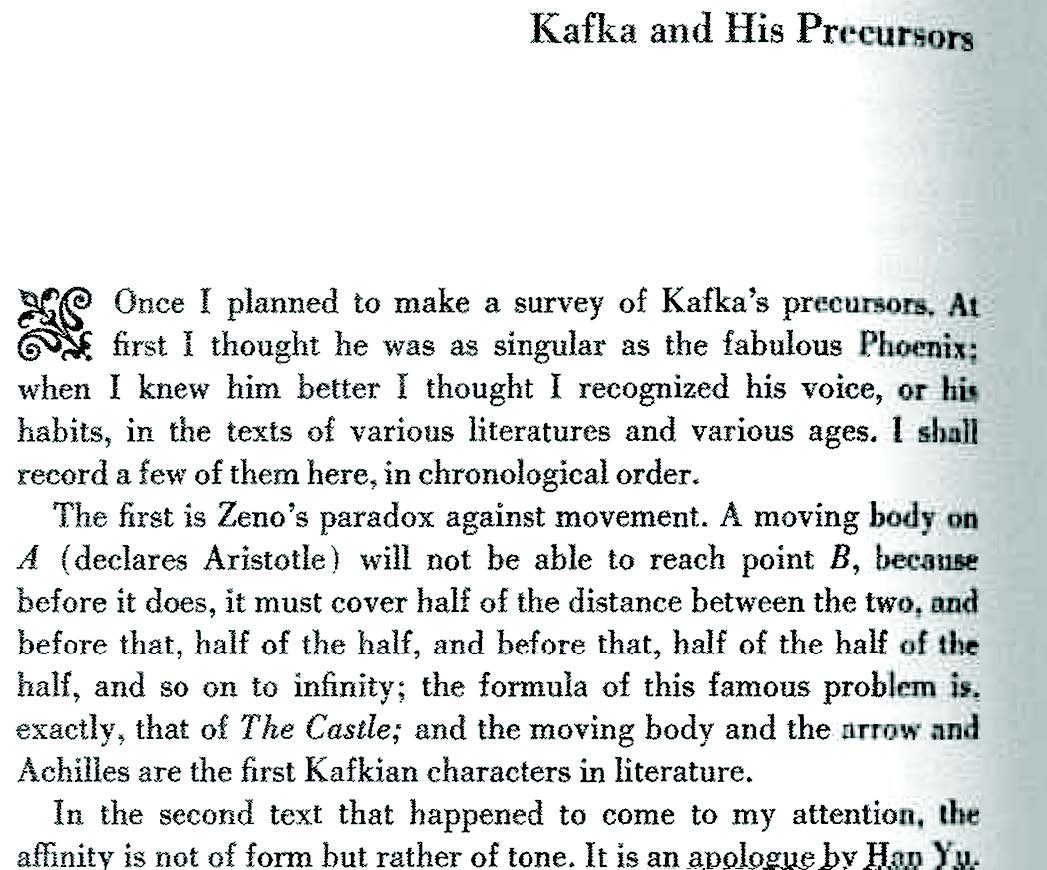 Kafka and His Precursors
Once I planned to make a survey of Kafka's precursors. At
first I thought he was as singular as the fabulous Phoenix;
when I knew him better I thought I recognized his voice, or his
habits, in the texts of various literatures and various ages. I shall
record a few of them here, in chronological order.
The first is Zeno's paradox against movement. A moving body on
A (declares Aristotle) will not be able to reach point B, because
before it does, it must cover half of the distance between the two, and
before that, half of the half, and before that, half of the half of the
half, and so on to infinity; the formula of this famous problem is,
exactly, that of The Castle; and the moving body and the arrow and
Achilles are the first Kafkian characters in literature.
In the second text that happened to come to my attention, the
affinity is not of form but rather of tone. It is an apologue by Han Yu,